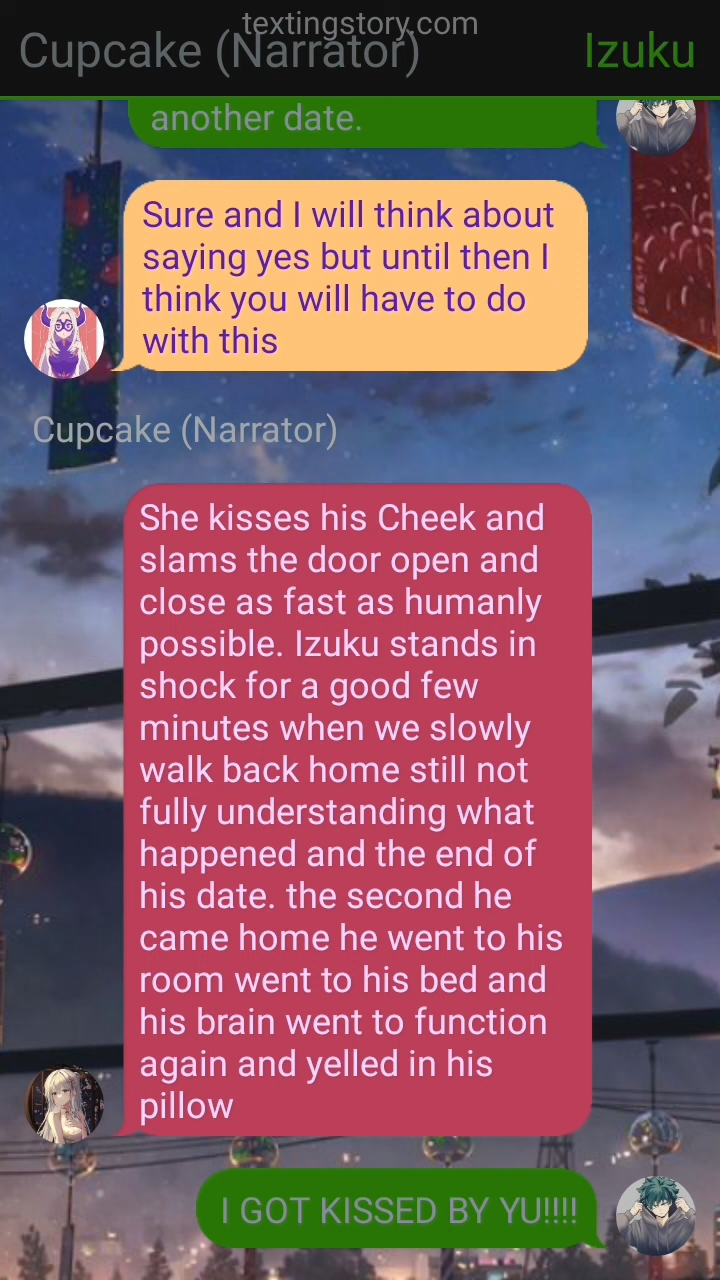 textingstory.com
Cupcake (Narrator)
Izuku
another date.
Sure and I will think about
saying yes but until then I
think you will have to do
with this
Cupcake (Narrator)
She kisses his Cheek and
slams the door open and
close as fast as humanly
possible. Izuku stands in
shock for a good few
minutes when we slowly
walk back home still not
fully understanding what
happened and the end of
his date. the second he
came home he went to his
room went to his bed and
his brain went to function
again and yelled in his
pillow
I GOT KISSED BY YU!!!!